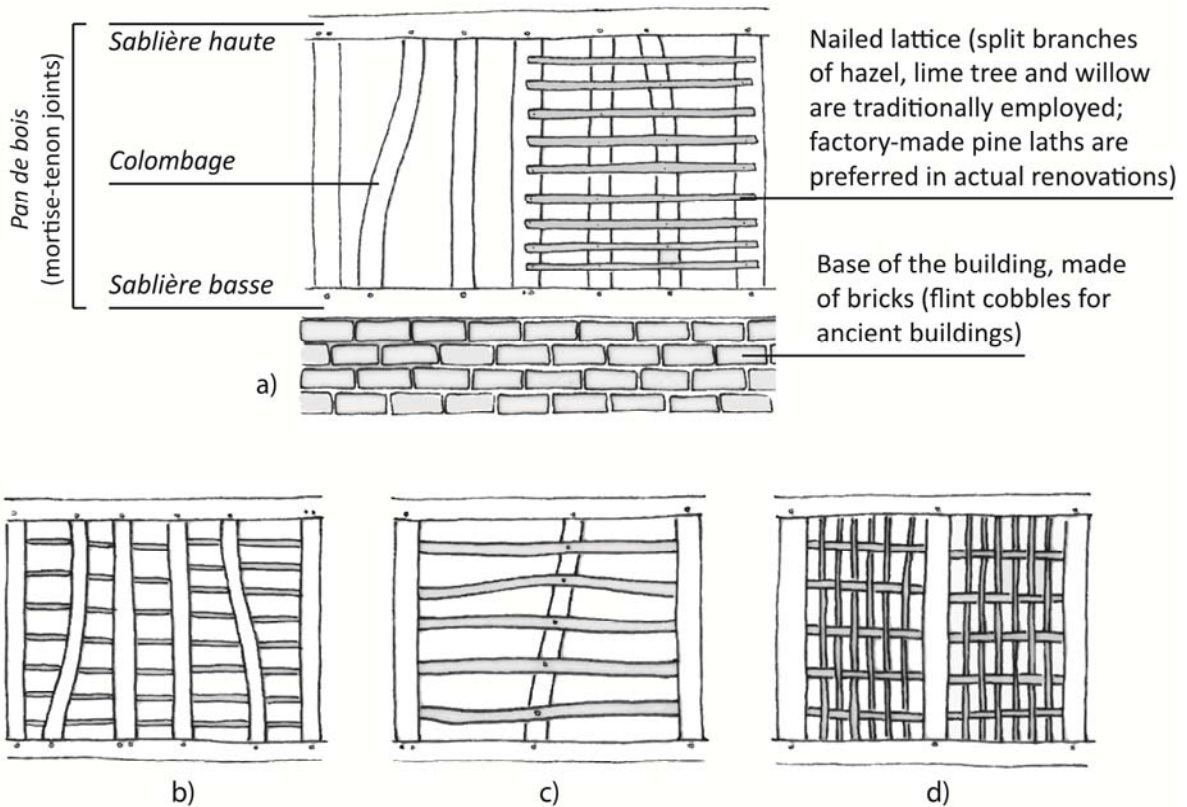 Pan de bois
(mortise-tenon joints)
Sablière haute
Colombage
Sablière basse
Nailed lattice (split branches
of hazel, lime tree and willow
are traditionally employed;
factory-made pine laths are
preferred in actual renovations)
Base of the building, made
of bricks (flint cobbles for
ancient buildings)
a)
b)
c)
d)